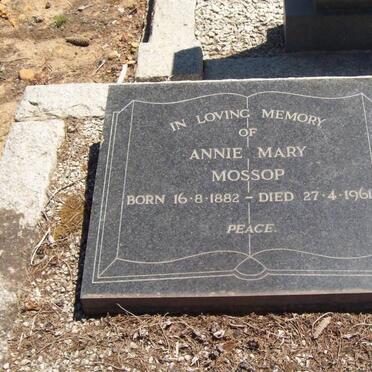 IN LOVING MEMORY
OF
ANNIE MARY
MOSSOP
BORN 16·8·1882 - DIED 27·4·1961
PEACE.